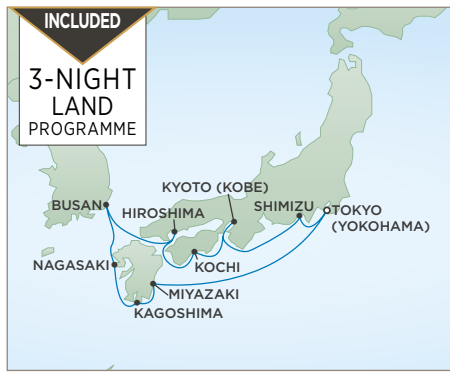 INCLUDED
3-NIGHT
LAND
PROGRAMME
KYOTO (KOBE)
BUSAN
HIROSHIMA
SHIMIZU
TOKYO
(YOKOHAMA)
NAGASAKI
KOCHI
MIYAZAKI
KAGOSHIMA